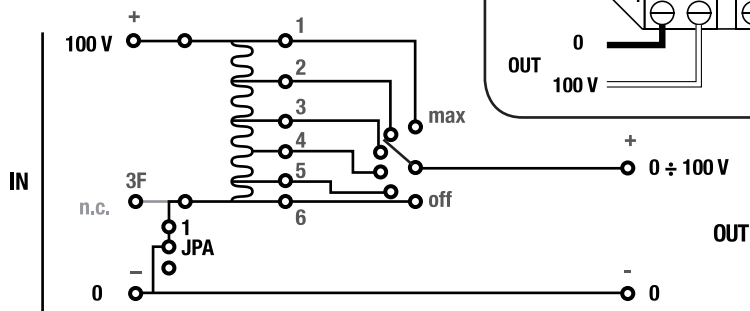 +
100 V
1
2
3
4
5
6
max
off
IN
3F
n.c.
1
JPA
–
0
0
OUT
100 V
+
0 ÷ 100 V
OUT
-
0